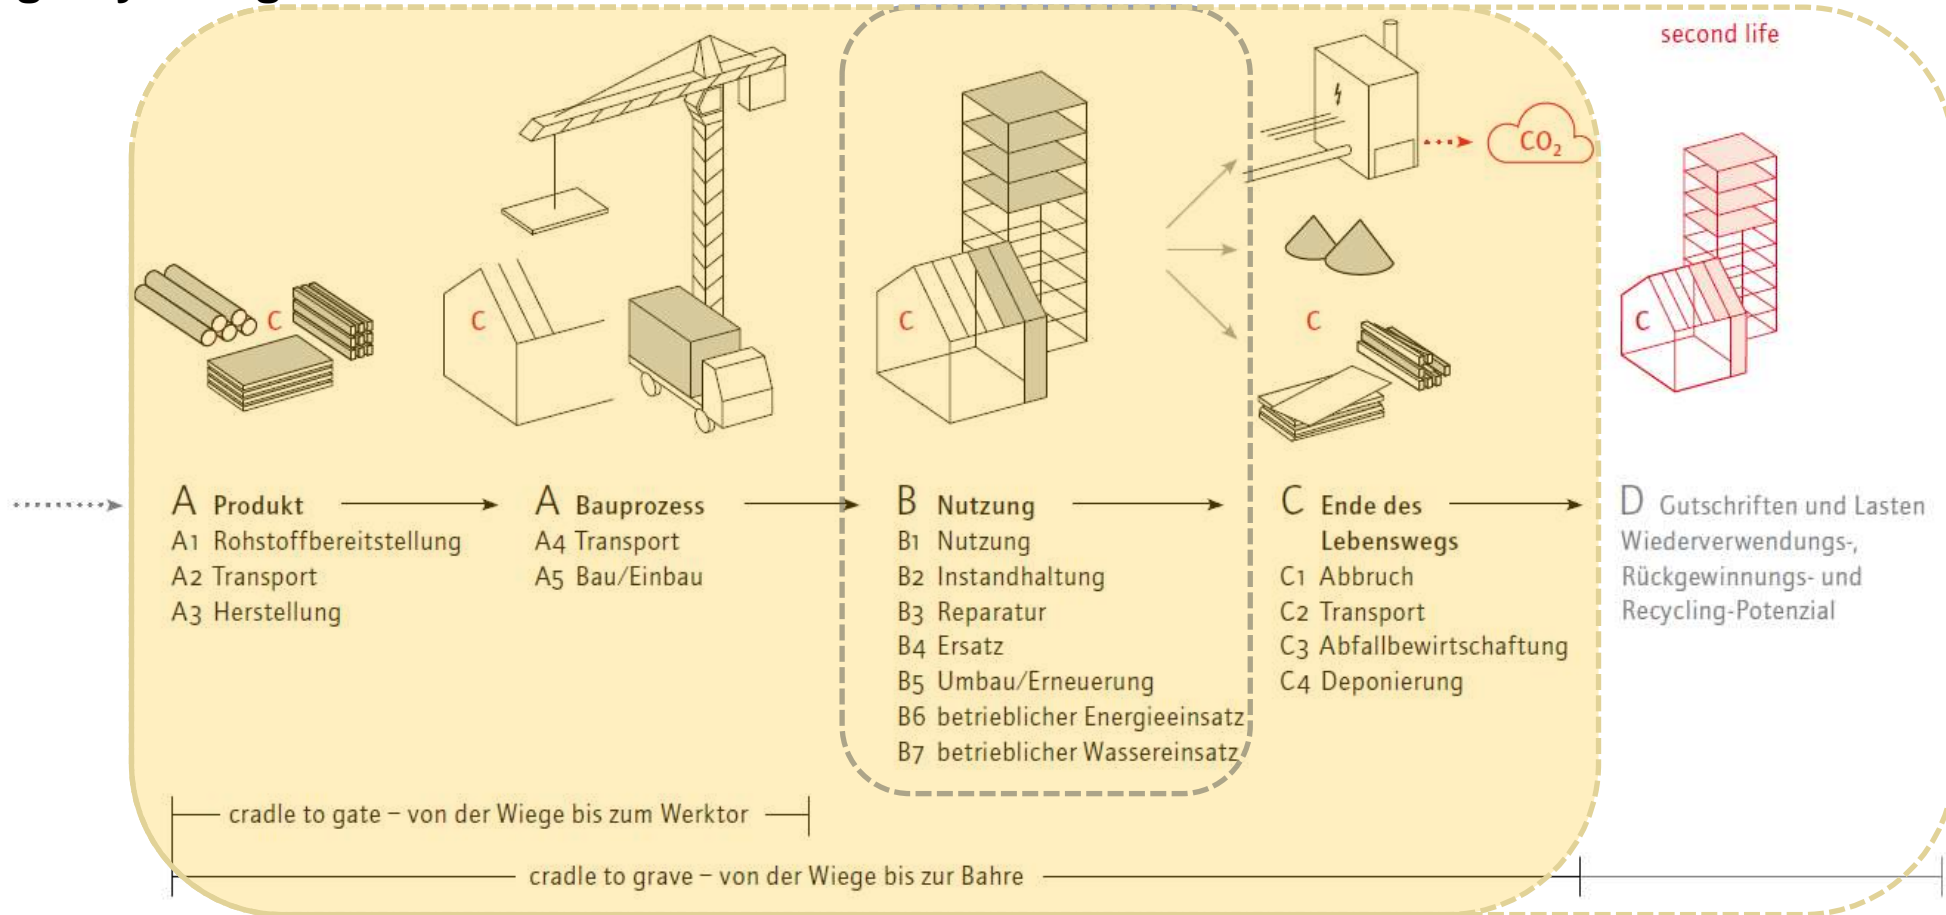 second life
CO₂
C
C
C
C
C
A Produkt
A1 Rohstoffbereitstellung
A2 Transport
A3 Herstellung
A Bauprozess
A4 Transport
A5 Bau/Einbau
B Nutzung
B1 Nutzung
B2 Instandhaltung
B3 Reparatur
B4 Ersatz
B5 Umbau/Erneuerung
B6 betrieblicher Energieeinsatz
B7 betrieblicher Wassereinsatz
C Ende des
Lebenswegs
C1 Abbruch
C2 Transport
C3 Abfallbewirtschaftung
C4 Deponierung
D Gutschriften und Lasten
Wiederverwendungs-,
Rückgewinnungs- und
Recycling-Potenzial
cradle to gate – von der Wiege bis zum Werktor
cradle to grave – von der Wiege bis zur Bahre